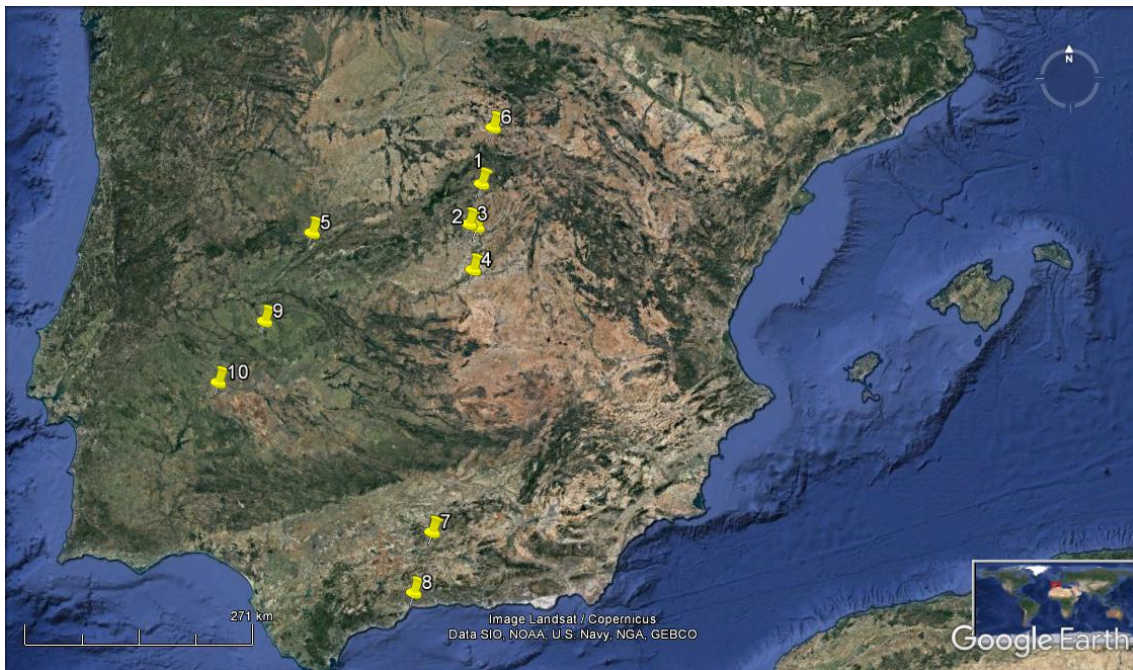 N
6
1
2 3
5
4
9
10
7
8
271 km
Image Landsat / Copernicus
Data SIO, NOAA, U.S. Navy, NGA, GEBCO
Google Earth